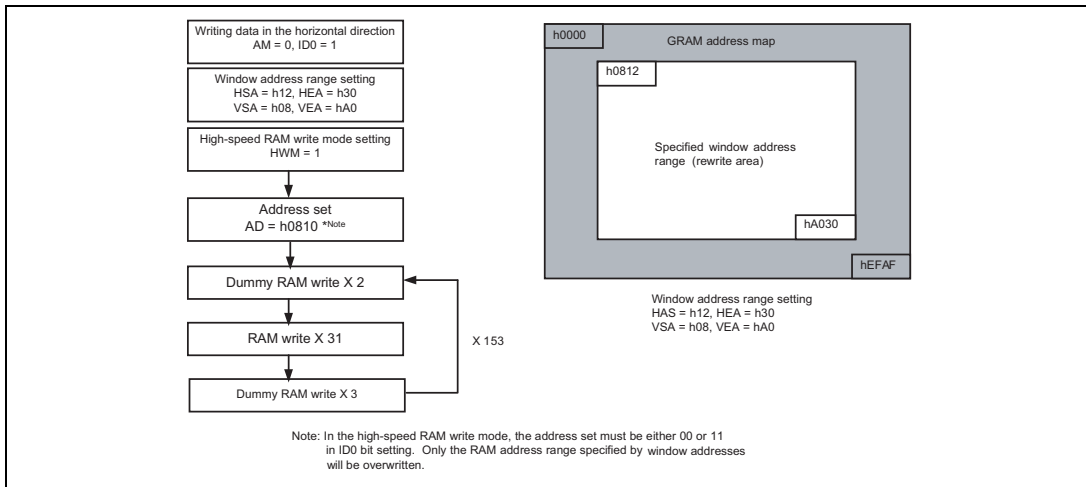 Writing data in the horizontal direction
AM = 0, ID0 = 1
Window address range setting
HSA = h12, HEA = h30
VSA = h08, VEA = hA0
High-speed RAM write mode setting
HWM = 1
Address set
AD = h0810 *Note
Dummy RAM write X 2
RAM write X 31
Dummy RAM write X 3
X 153
h0000
GRAM address map
h0812
Specified window address
range (rewrite area)
hA030
hEFAF
Window address range setting
HAS = h12, HEA = h30
VSA = h08, VEA = hA0
Note: In the high-speed RAM write mode, the address set must be either 00 or 11
in ID0 bit setting. Only the RAM address range specified by window addresses
will be overwritten.